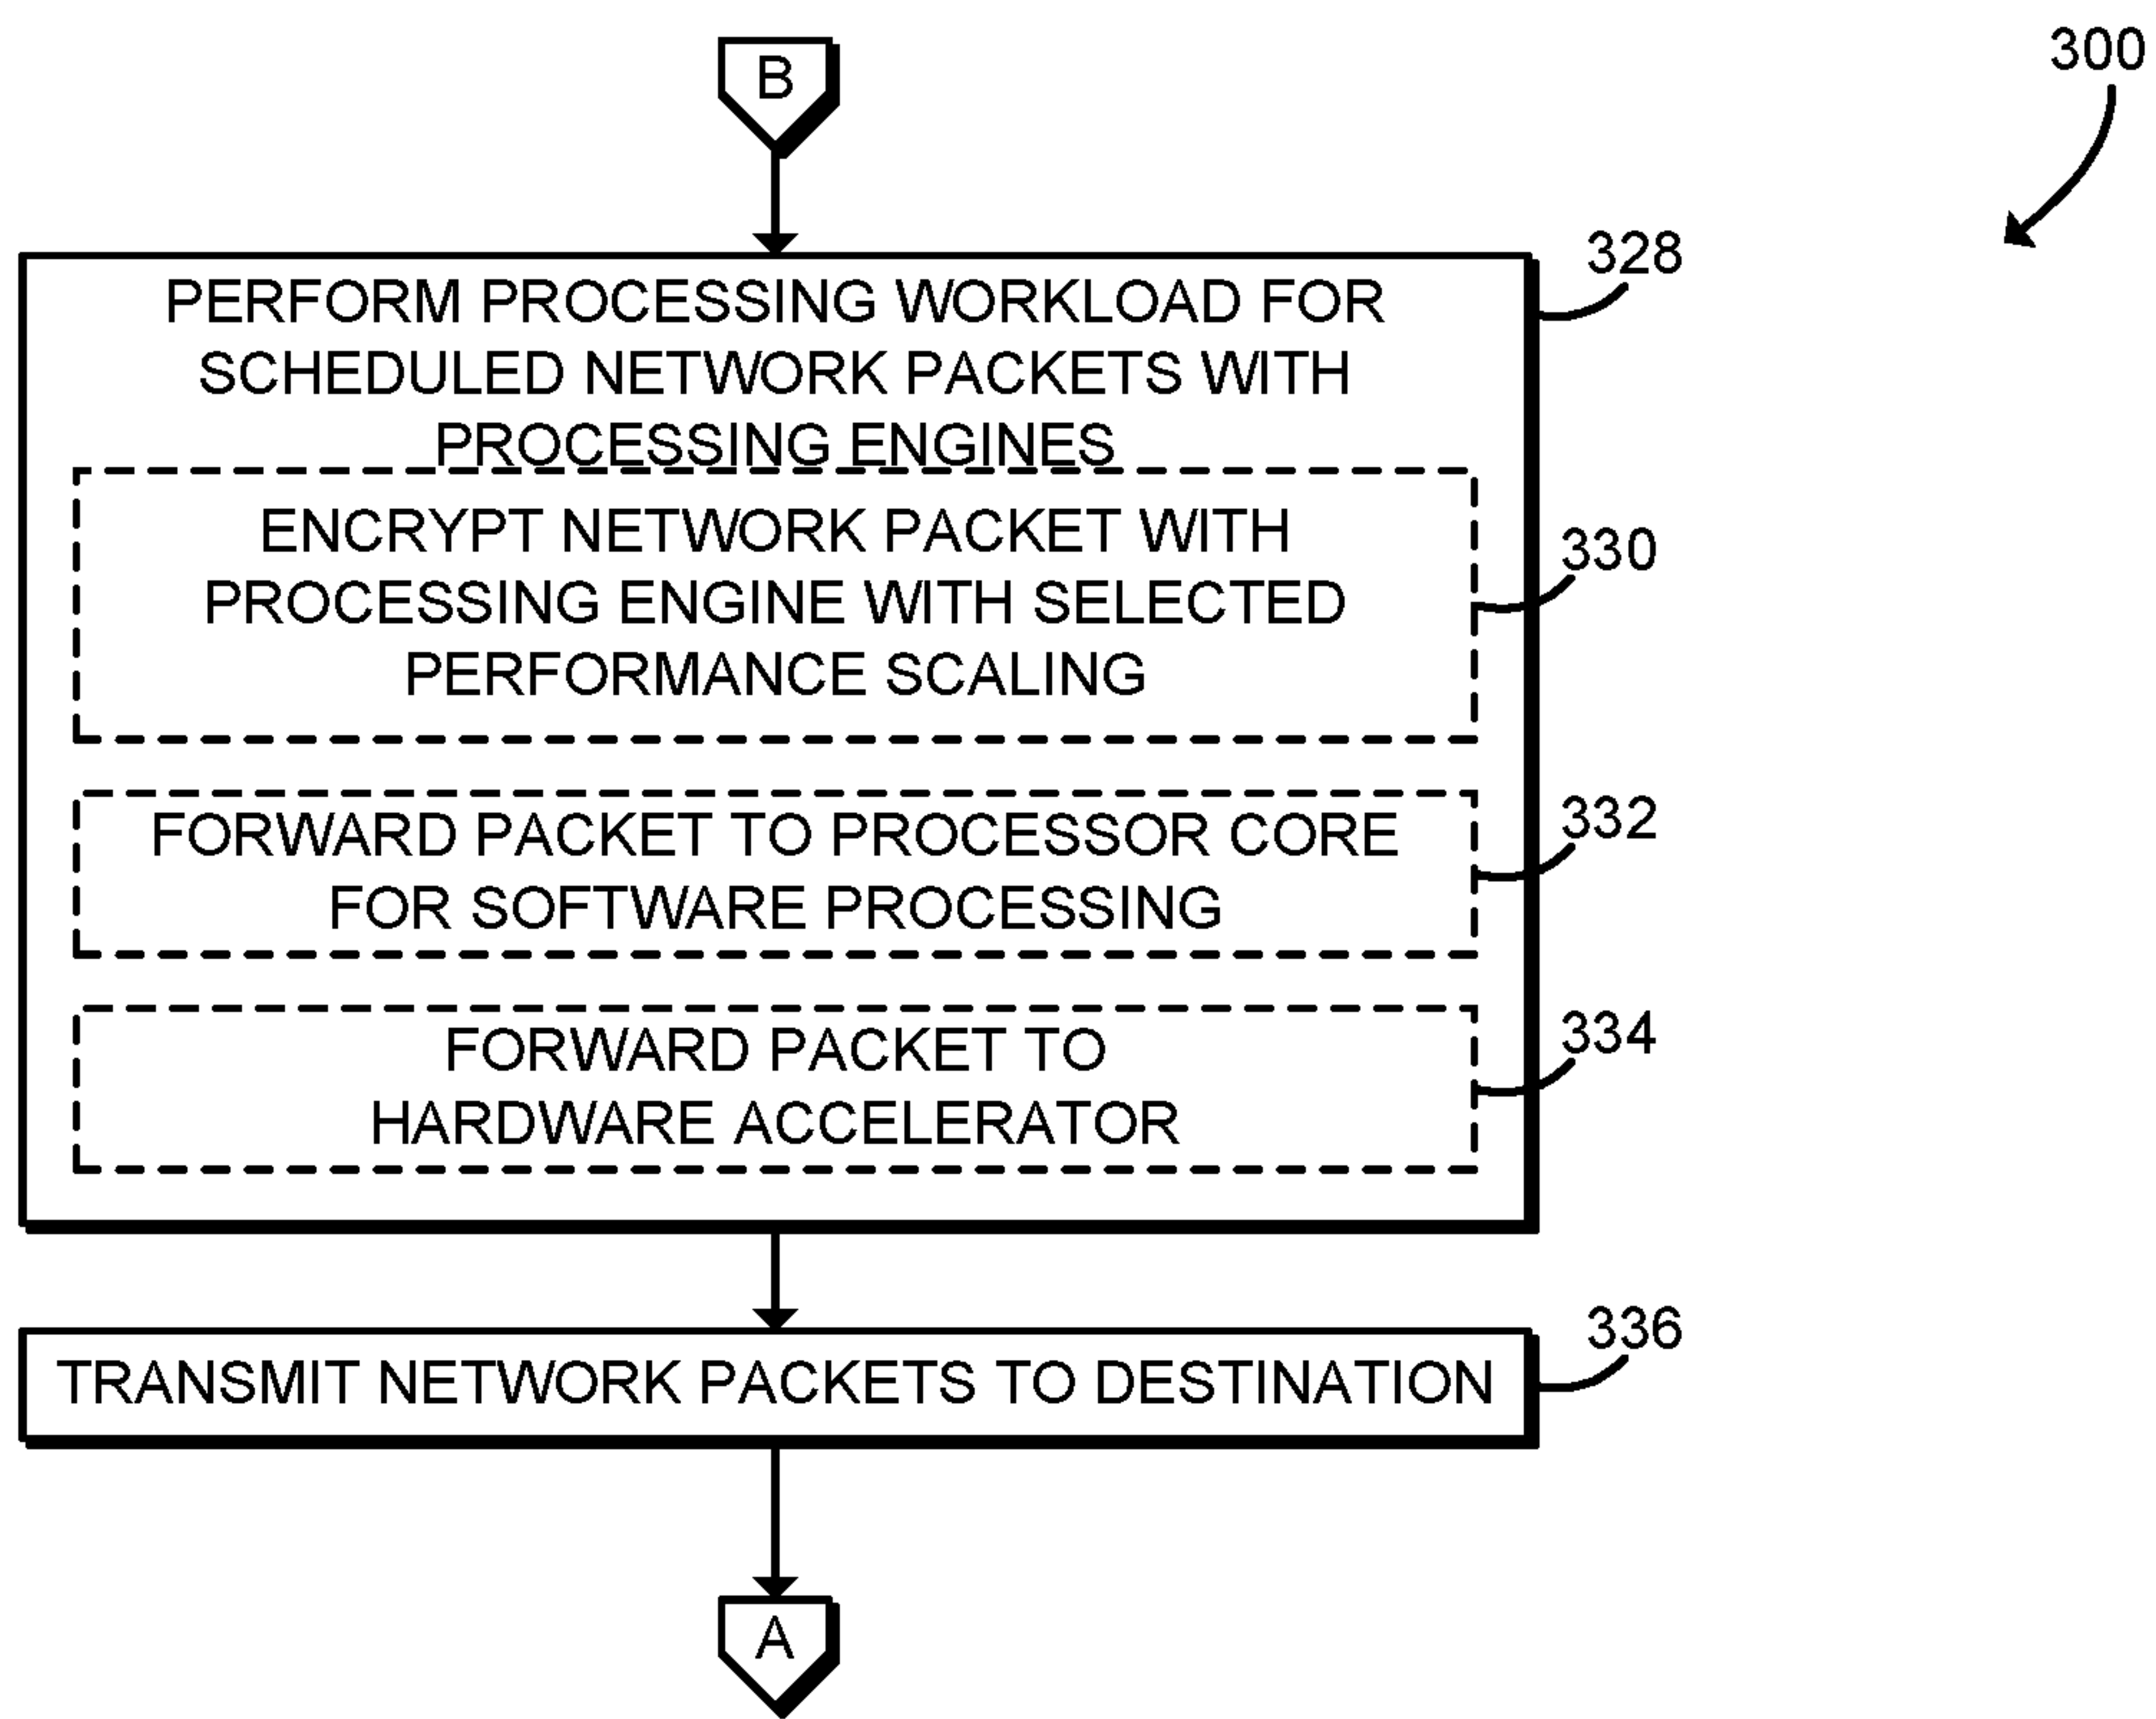 B
300
328
PERFORM PROCESSING WORKLOAD FOR
SCHEDULED NETWORK PACKETS WITH
PROCESSING ENGINES
330
ENCRYPT NETWORK PACKET WITH
PROCESSING ENGINE WITH SELECTED
PERFORMANCE SCALING
332
FORWARD PACKET TO PROCESSOR CORE
FOR SOFTWARE PROCESSING
334
FORWARD PACKET TO
HARDWARE ACCELERATOR
336
TRANSMIT NETWORK PACKETS TO DESTINATION
A